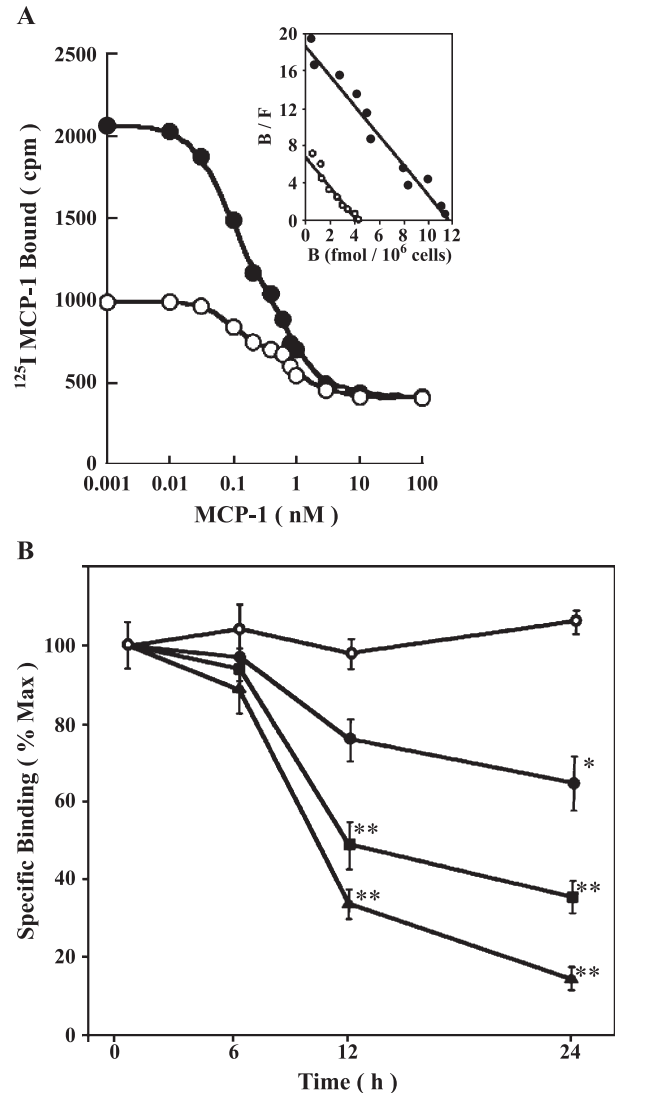 A
2500
2000
1500
1000
500
0
0.001 0.01 0.1 1 10 100
MCP-1 ( nM )
¹²⁵I MCP-1 Bound ( cpm )
20
16
12
8
4
0
0 2 4 6 8 10 12
B (fmol / 10⁶ cells)
B / F
B
100
80
60
40
20
0
0 6 12 24
Time ( h )
Specific Binding ( % Max )
*
**
**
**
**